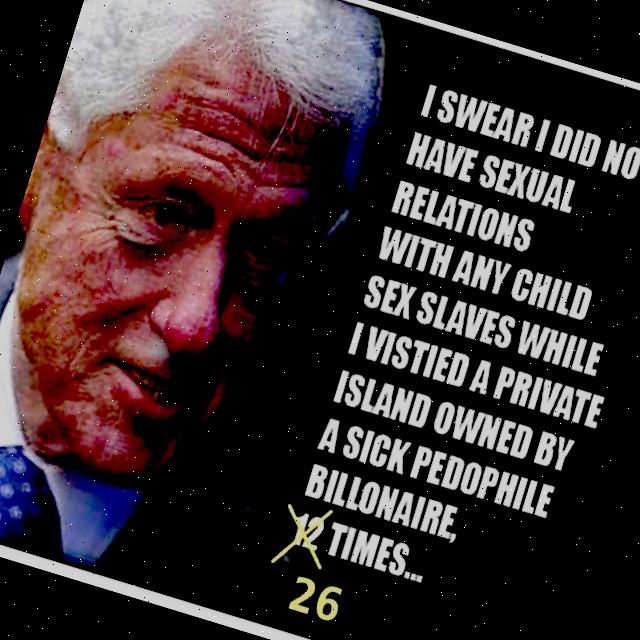 I SWEAR I DID NO
HAVE SEXUAL
RELATIONS
WITH ANY CHILD
SEX SLAVES WHILE
I VISTIED A PRIVATE
ISLAND OWNED BY
A SICK PEDOPHILE
BILLONAIRE
TIMES...
26